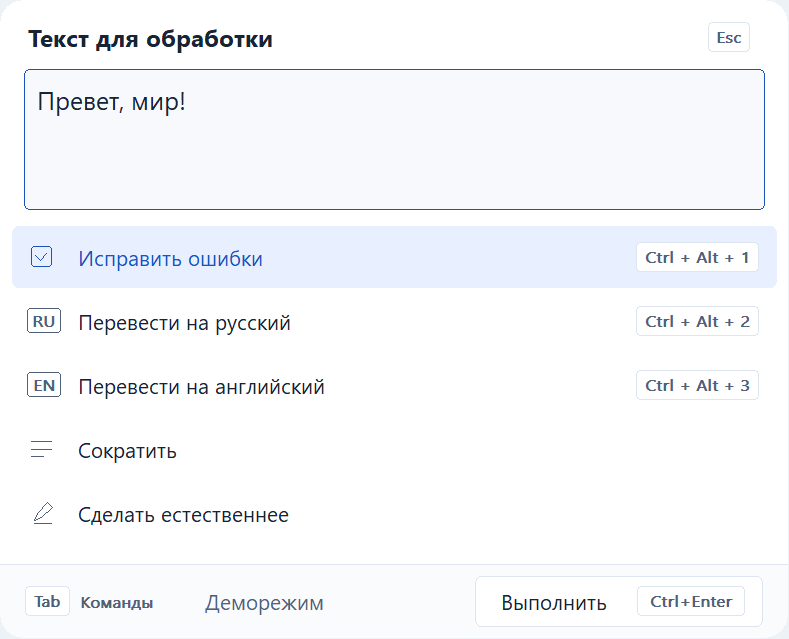 Текст для обработки Esc
Превет, мир!
Исправить ошибки Ctrl + Alt + 1
RU Перевести на русский Ctrl + Alt + 2
EN Перевести на английский Ctrl + Alt + 3
Сократить
Сделать естественнее
Tab Команды Деморежим Выполнить Ctrl+Enter